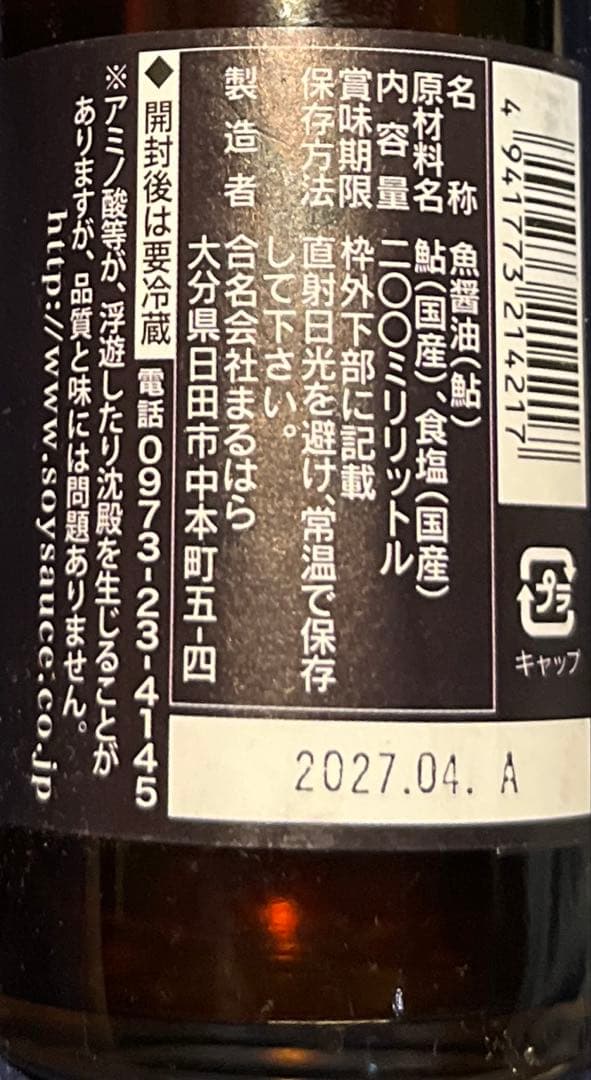 4 941773 214217
プラ
キャップ
名称 魚醤油(鮎)
原材料名 鮎(国産)、食塩(国産)
内容量 二〇〇ミリリットル
賞味期限 枠外下部に記載
保存方法 直射日光を避け、常温で保存
して下さい。
製造者 合名会社まるはら
大分県日田市中本町五-四
◆開封後は要冷蔵 電話 0973-23-4145
※アミノ酸等が、浮遊したり沈殿を生じることが
ありますが、品質と味には問題ありません。
http://www.soysauce.co.jp
2027.04. A